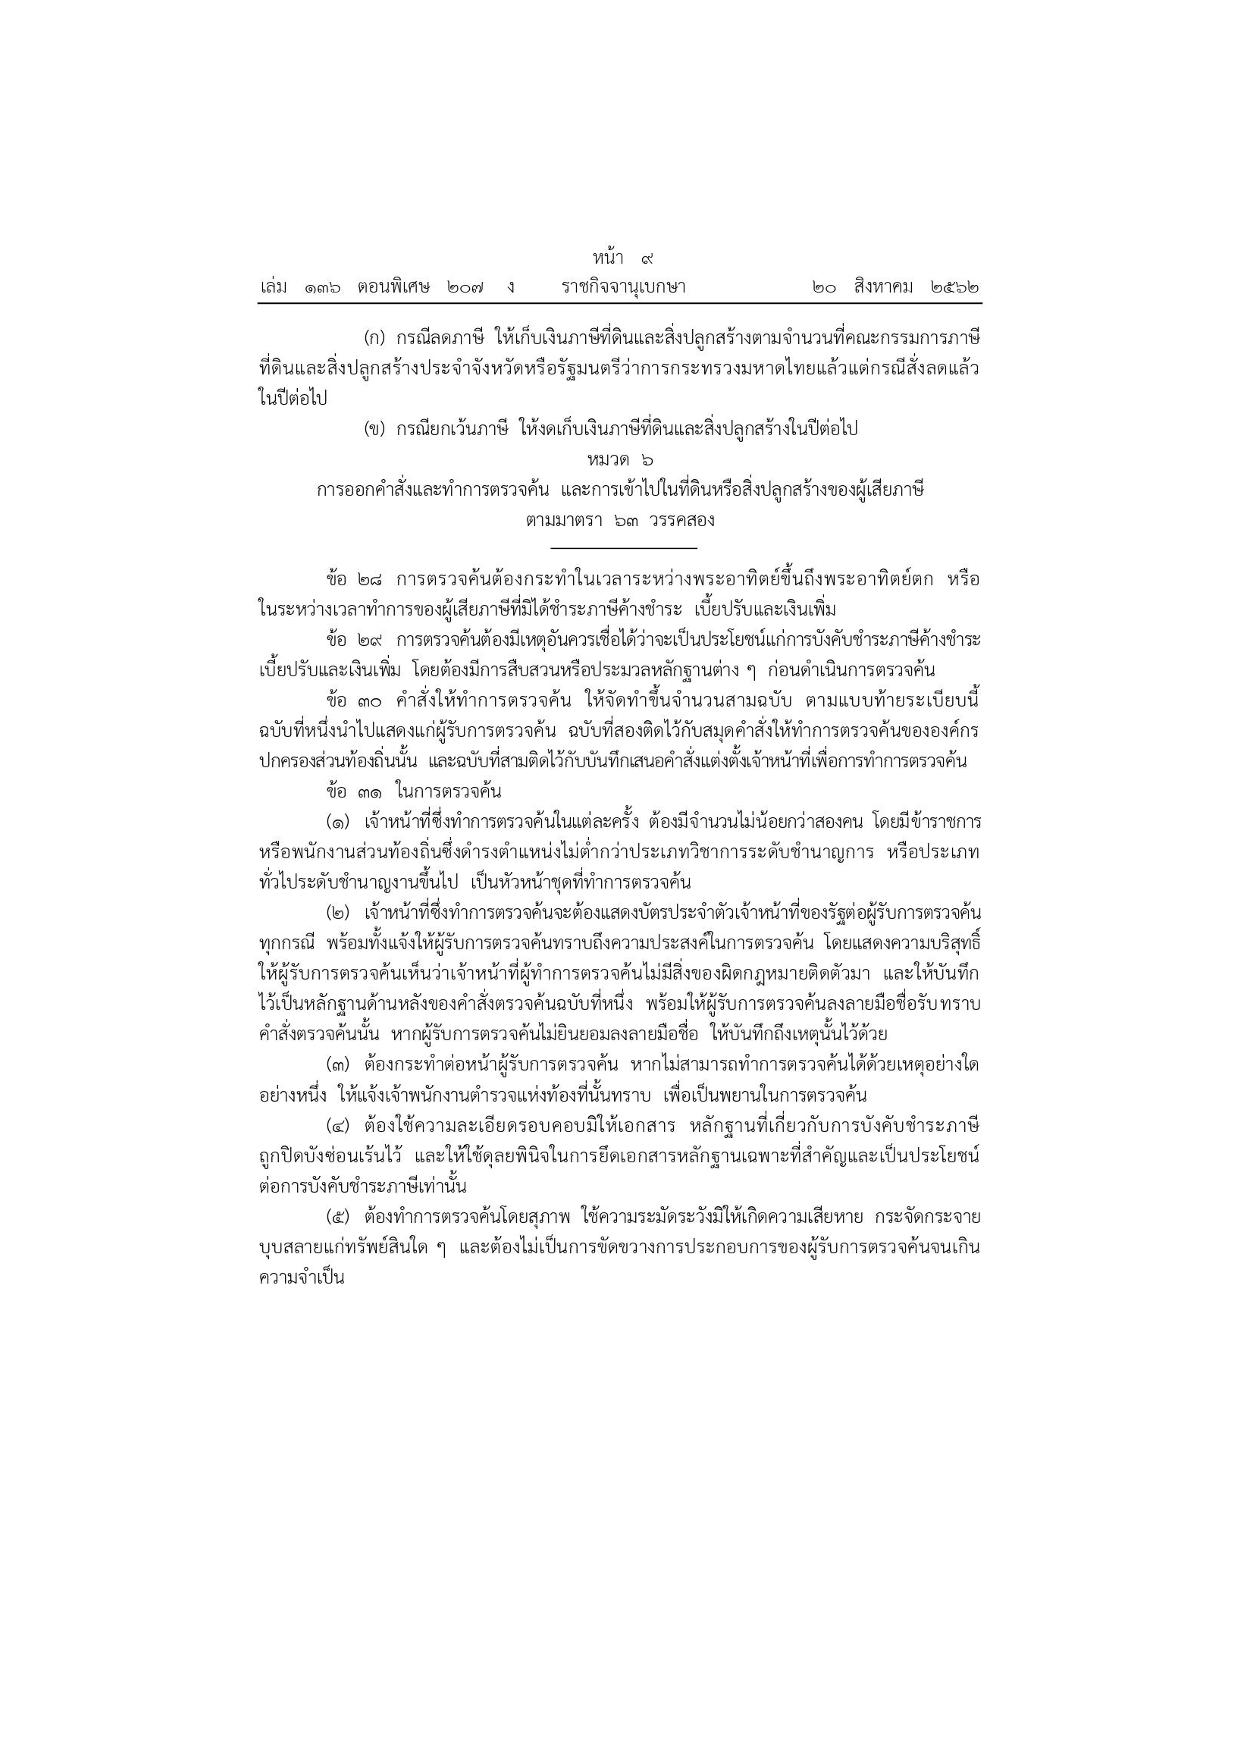 หน้า ๙
เล่ม ๑๓๖ ตอนพิเศษ ๒๐๗ ง ราชกิจจานุเบกษา ๒๐ สิงหาคม ๒๕๖๒
(ก) กรณีลดภาษี ให้เก็บเงินภาษีที่ดินและสิ่งปลูกสร้างตามจำนวนที่คณะกรรมการภาษี
ที่ดินและสิ่งปลูกสร้างประจำจังหวัดหรือรัฐมนตรีว่าการกระทรวงมหาดไทยแล้วแต่กรณีสั่งลดแล้ว
ในปีต่อไป
(ข) กรณียกเว้นภาษี ให้งดเก็บเงินภาษีที่ดินและสิ่งปลูกสร้างในปีต่อไป
หมวด ๖
การออกคำสั่งและทำการตรวจค้น และการเข้าไปในที่ดินหรือสิ่งปลูกสร้างของผู้เสียภาษี
ตามมาตรา ๖๓ วรรคสอง
ข้อ ๒๘ การตรวจค้นต้องกระทำในเวลาระหว่างพระอาทิตย์ขึ้นถึงพระอาทิตย์ตก หรือ
ในระหว่างเวลาทำการของผู้เสียภาษีที่มิได้ชำระภาษีค้างชำระ เบี้ยปรับและเงินเพิ่ม
ข้อ ๒๙ การตรวจค้นต้องมีเหตุอันควรเชื่อได้ว่าจะเป็นประโยชน์แก่การบังคับชำระภาษีค้างชำระ
เบี้ยปรับและเงินเพิ่ม โดยต้องมีการสืบสวนหรือประมวลหลักฐานต่าง ๆ ก่อนดำเนินการตรวจค้น
ข้อ ๓๐ คำสั่งให้ทำการตรวจค้น ให้จัดทำขึ้นจำนวนสามฉบับ ตามแบบท้ายระเบียบนี้
ฉบับที่หนึ่งนำไปแสดงแก่ผู้รับการตรวจค้น ฉบับที่สองติดไว้กับสมุดคำสั่งให้ทำการตรวจค้นขององค์กร
ปกครองส่วนท้องถิ่นนั้น และฉบับที่สามติดไว้กับบันทึกเสนอคำสั่งแต่งตั้งเจ้าหน้าที่เพื่อการทำการตรวจค้น
ข้อ ๓๑ ในการตรวจค้น
(๑) เจ้าหน้าที่ซึ่งทำการตรวจค้นในแต่ละครั้ง ต้องมีจำนวนไม่น้อยกว่าสองคน โดยมีข้าราชการ
หรือพนักงานส่วนท้องถิ่นซึ่งดำรงตำแหน่งไม่ต่ำกว่าประเภทวิชาการระดับชำนาญการ หรือประเภท
ทั่วไประดับชำนาญงานขึ้นไป เป็นหัวหน้าชุดที่ทำการตรวจค้น
(๒) เจ้าหน้าที่ซึ่งทำการตรวจค้นจะต้องแสดงบัตรประจำตัวเจ้าหน้าที่ของรัฐต่อผู้รับการตรวจค้น
ทุกกรณี พร้อมทั้งแจ้งให้ผู้รับการตรวจค้นทราบถึงความประสงค์ในการตรวจค้น โดยแสดงความบริสุทธิ์
ให้ผู้รับการตรวจค้นเห็นว่าเจ้าหน้าที่ผู้ทำการตรวจค้นไม่มีสิ่งของผิดกฎหมายติดตัวมา และให้บันทึก
ไว้เป็นหลักฐานด้านหลังของคำสั่งตรวจค้นฉบับที่หนึ่ง พร้อมให้ผู้รับการตรวจค้นลงลายมือชื่อรับทราบ
คำสั่งตรวจค้นนั้น หากผู้รับการตรวจค้นไม่ยินยอมลงลายมือชื่อ ให้บันทึกถึงเหตุนั้นไว้ด้วย
(๓) ต้องกระทำต่อหน้าผู้รับการตรวจค้น หากไม่สามารถทำการตรวจค้นได้ด้วยเหตุอย่างใด
อย่างหนึ่ง ให้แจ้งเจ้าพนักงานตำรวจแห่งท้องที่นั้นทราบ เพื่อเป็นพยานในการตรวจค้น
(๔) ต้องใช้ความละเอียดรอบคอบมิให้เอกสาร หลักฐานที่เกี่ยวกับการบังคับชำระภาษี
ถูกปิดบังซ่อนเร้นไว้ และให้ใช้ดุลยพินิจในการยึดเอกสารหลักฐานเฉพาะที่สำคัญและเป็นประโยชน์
ต่อการบังคับชำระภาษีเท่านั้น
(๕) ต้องทำการตรวจค้นโดยสุภาพ ใช้ความระมัดระวังมิให้เกิดความเสียหาย กระจัดกระจาย
บุบสลายแก่ทรัพย์สินใด ๆ และต้องไม่เป็นการขัดขวางการประกอบการของผู้รับการตรวจค้นจนเกิน
ความจำเป็น